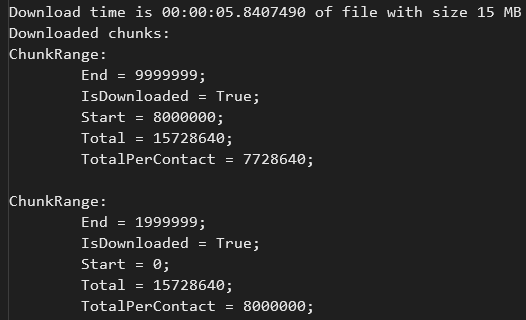 Download time is 00:00:05.8407490 of file with size 15 MB
Downloaded chunks:
ChunkRange:
End = 9999999;
IsDownloaded = True;
Start = 8000000;
Total = 15728640;
TotalPerContact = 7728640;
ChunkRange:
End = 1999999;
IsDownloaded = True;
Start = 0;
Total = 15728640;
TotalPerContact = 8000000;